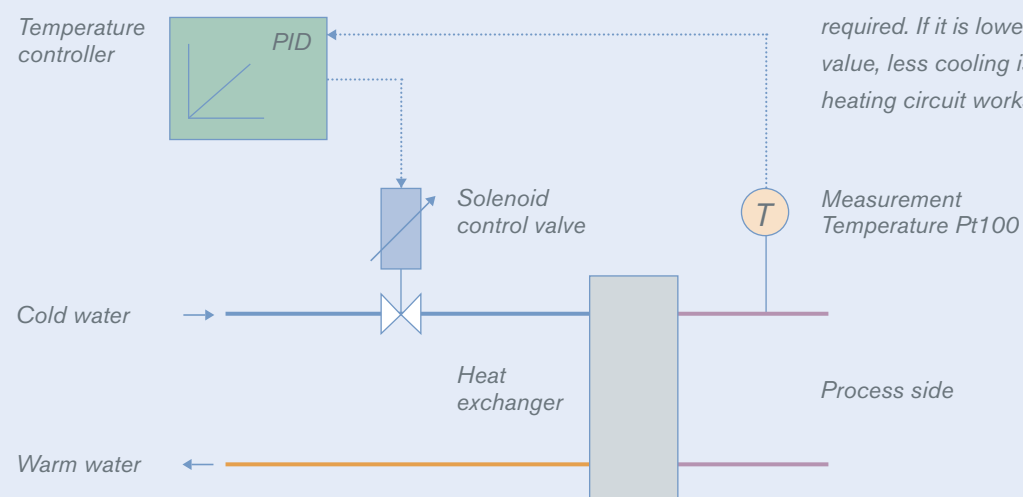 Temperature
controller
PID
required. If it is lowe
value, less cooling i
heating circuit work
Solenoid
control valve
T
Measurement
Temperature Pt100
Cold water
Heat
exchanger
Process side
Warm water